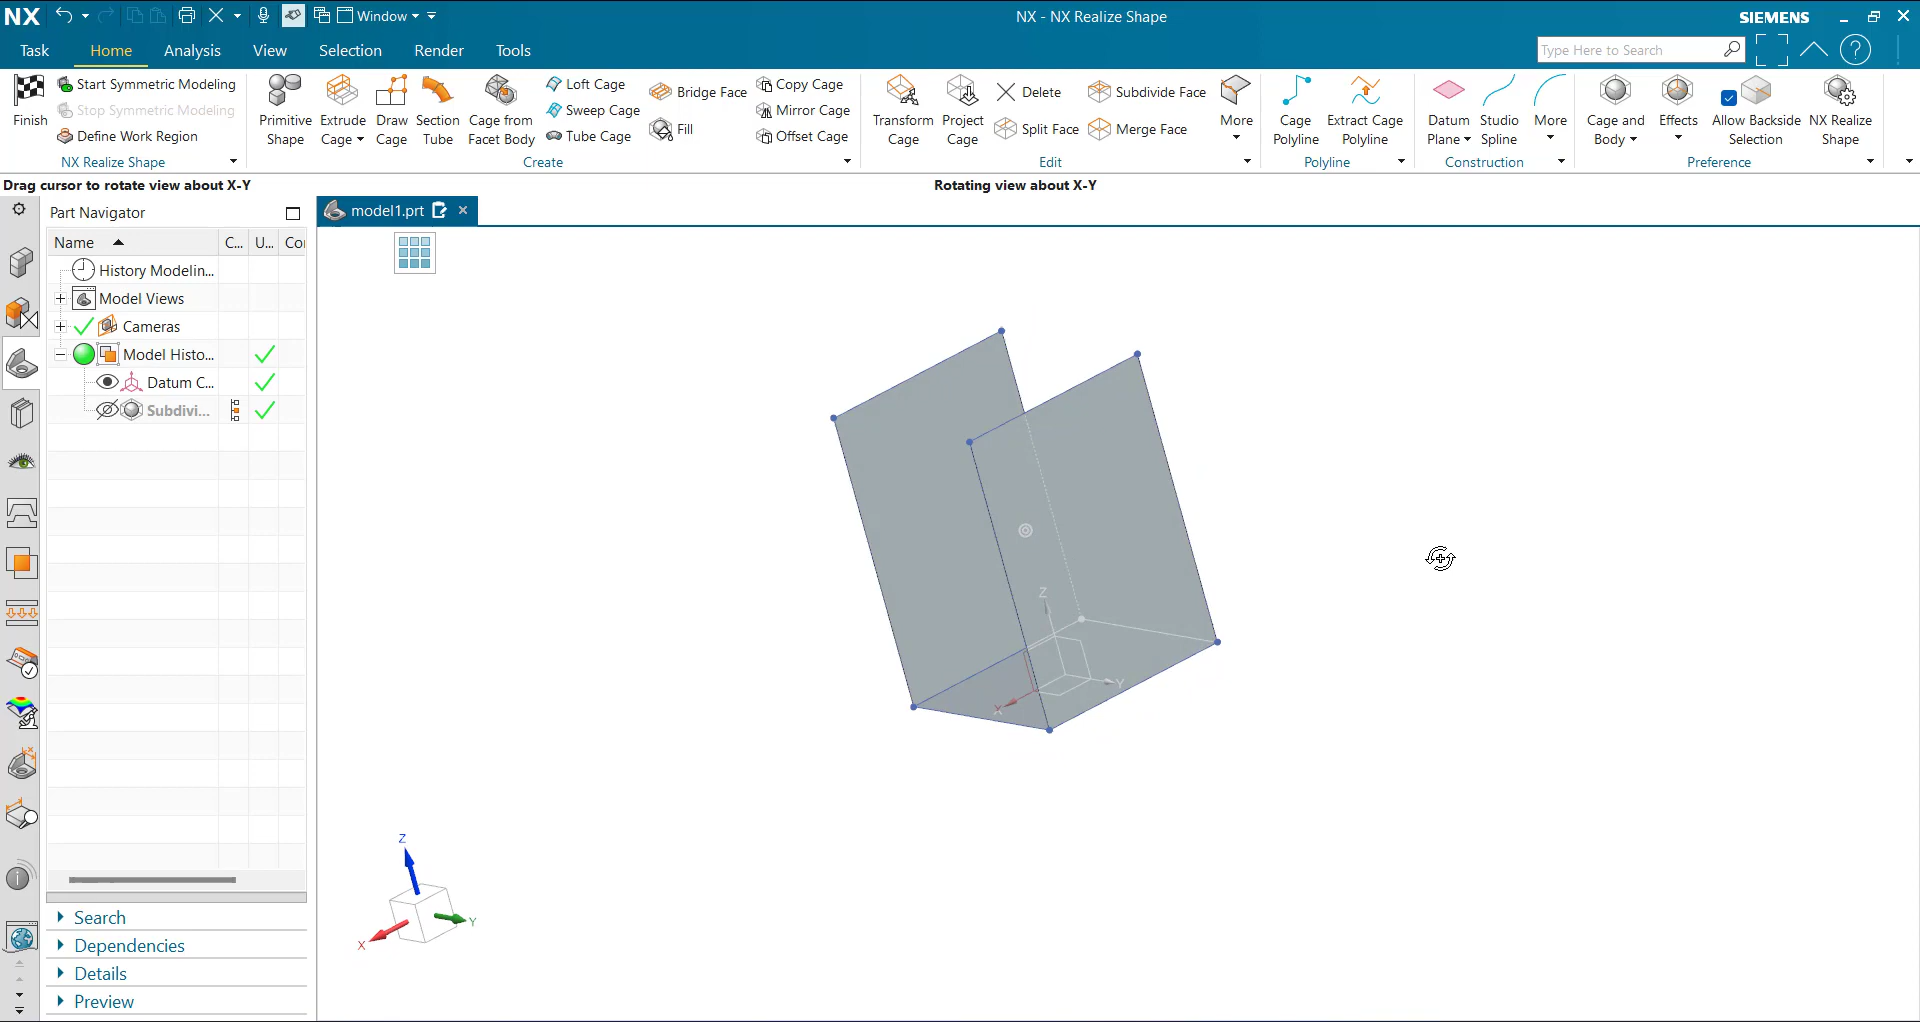 NX
Window
NX - NX Realize Shape
SIEMENS
Task
Home
Analysis
View
Selection
Render
Tools
Type Here to Search
Finish
Start Symmetric Modeling
Stop Symmetric Modeling
Define Work Region
NX Realize Shape
Primitive Shape
Extrude Cage
Draw Cage
Section Tube
Cage from Facet Body
Loft Cage
Sweep Cage
Tube Cage
Bridge Face
Fill
Copy Cage
Mirror Cage
Offset Cage
Create
Transform Cage
Project Cage
Delete
Split Face
Subdivide Face
Merge Face
More
Edit
Cage Polyline
Extract Cage Polyline
Polyline
Datum Plane
Studio Spline
More
Construction
Cage and Body
Effects
Allow Backside Selection
NX Realize Shape
Preference
Drag cursor to rotate view about X-Y
Rotating view about X-Y
Part Navigator
model1.prt
Name C... U... Co
History Modelin...
Model Views
Cameras
Model Histo...
Datum C...
Subdivi...
Search
Dependencies
Details
Preview
Z
Y
X
Z
Y
X